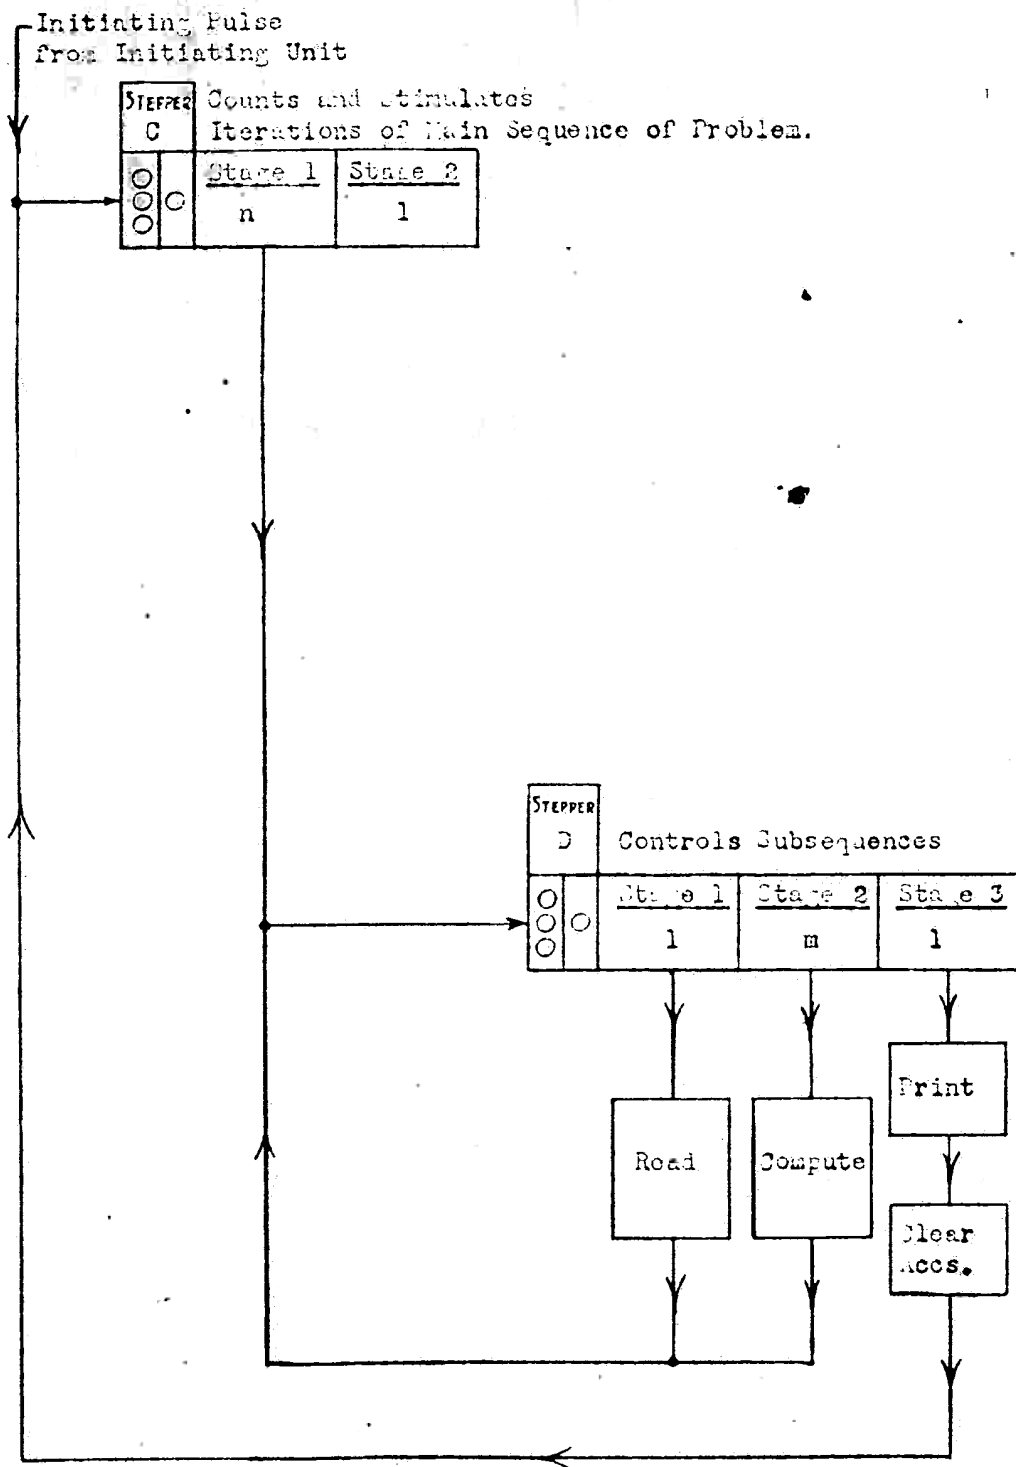 Initiating Pulse
from Initiating Unit
STEPPER
C
Counts and Stimulates
Iterations of Main Sequence of Problem.
Stage 1
Stage 2
n
1
STEPPER
D
Controls Subsequences
Stage 1
Stage 2
Stage 3
1
m
1
Print
Read
Compute
Clear
Accs.